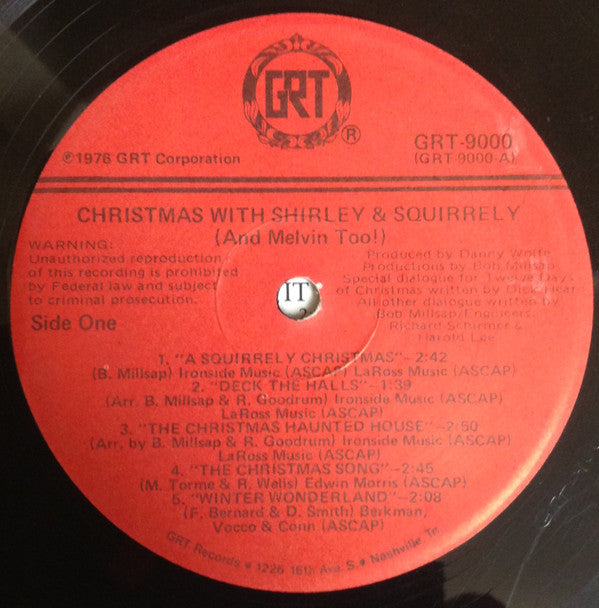 GRT
®
GRT-9000
(GRT-9000-A)
℗1976 GRT Corporation
CHRISTMAS WITH SHIRLEY & SQUIRRELY
(And Melvin Too!)
WARNING:
Unauthorized reproduction
of this recording is prohibited
by Federal law and subject
to criminal prosecution.
Side One
Produced by Danny Wolfe
Productions by Bob Millsap
Special dialogue for Twelve Days
of Christmas written by Dick Heard
All other dialogue written by
Bob Millsap/Engineers
Richard Schirmer &
Harold Lee
IT
1. "A SQUIRRELY CHRISTMAS"-2:42
(B. Millsap) Ironside Music (ASCAP) LaRoss Music (ASCAP)
2. "DECK THE HALLS"-1:39
(Arr. B. Millsap & R. Goodrum) Ironside Music (ASCAP)
LaRoss Music (ASCAP)
3. "THE CHRISTMAS HAUNTED HOUSE"-2:50
(Arr. by B. Millsap & R. Goodrum) Ironside Music (ASCAP)
LaRoss Music (ASCAP)
4. "THE CHRISTMAS SONG"-2:45
(M. Torme & R. Wells) Edwin Morris (ASCAP)
5. "WINTER WONDERLAND"-2:08
(F. Bernard & D. Smith) Berkman,
Vocco & Conn (ASCAP)
GRT Records * 1226 16th Ave. S. * Nashville Tn.